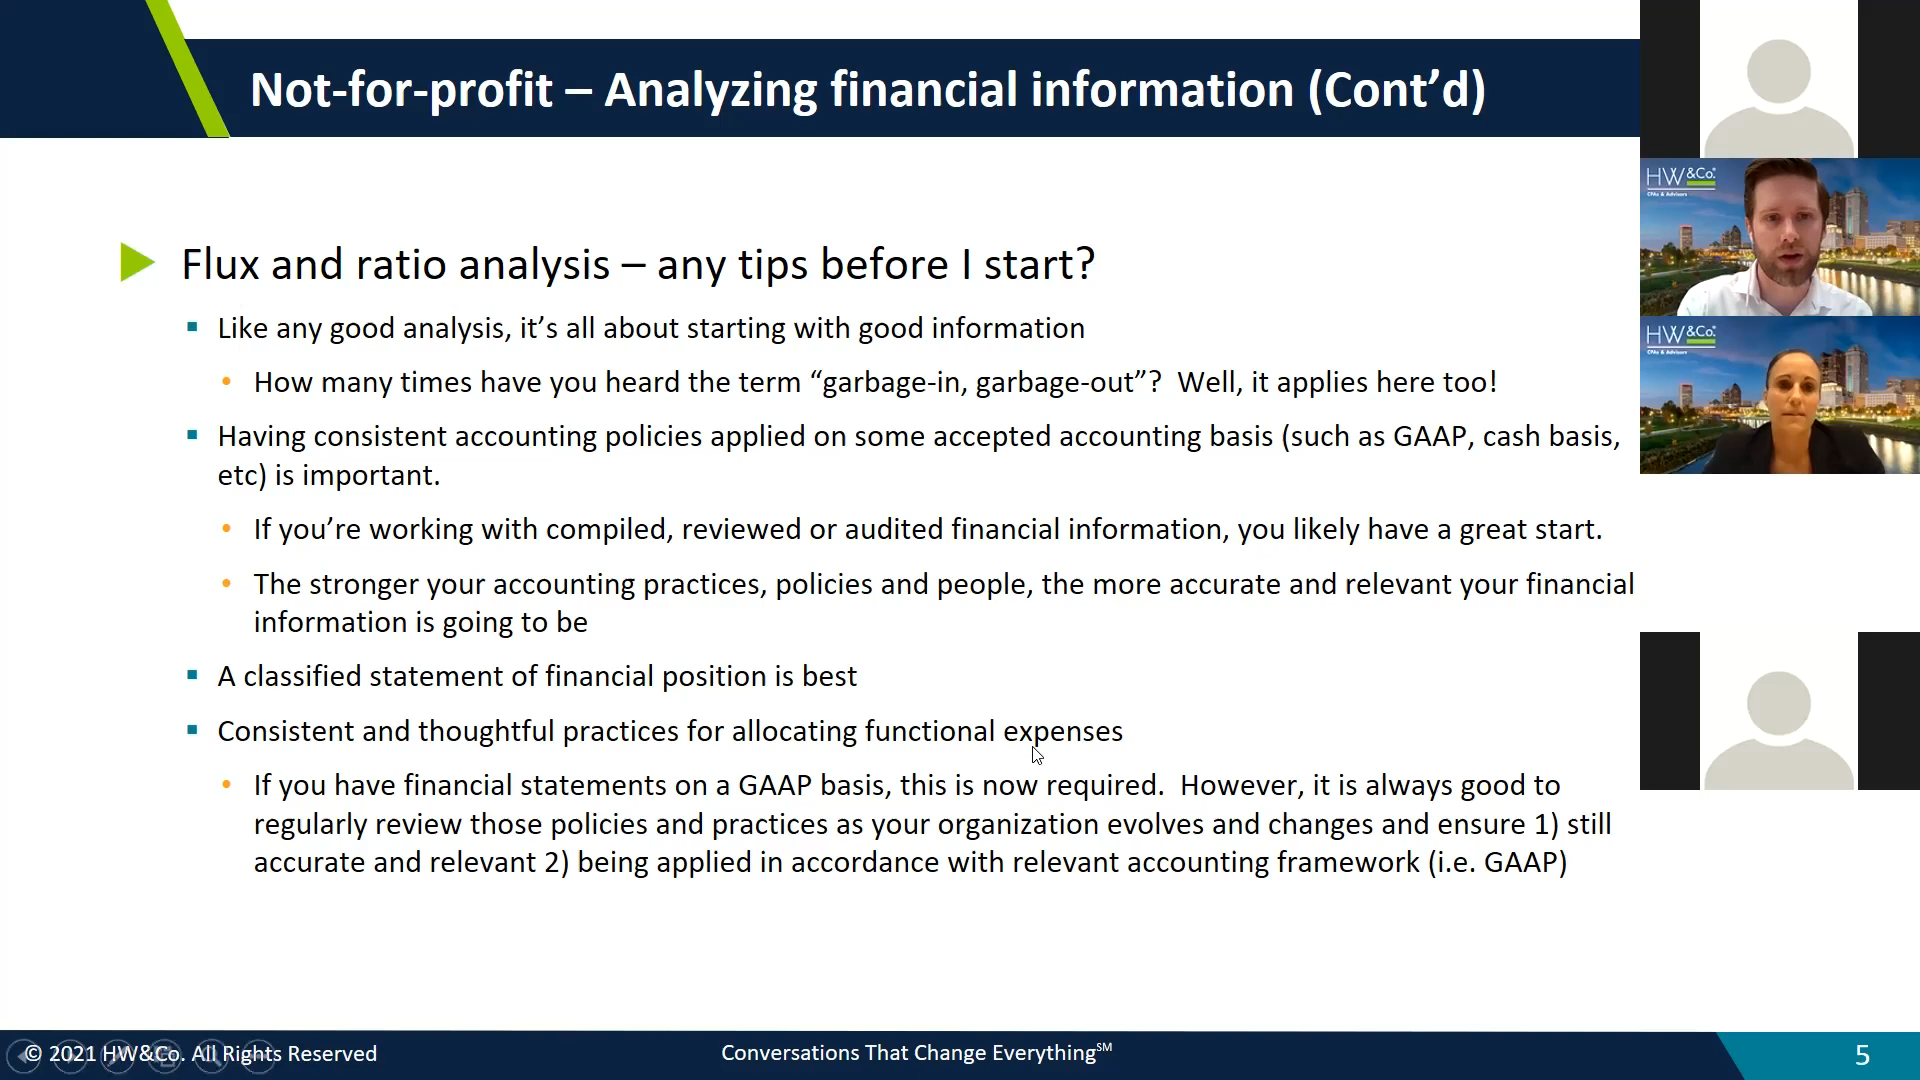 Not-for-profit – Analyzing financial information (Cont’d)
Flux and ratio analysis – any tips before I start?
Like any good analysis, it’s all about starting with good information
How many times have you heard the term “garbage-in, garbage-out”?  Well, it applies here too!
Having consistent accounting policies applied on some accepted accounting basis (such as GAAP, cash basis,
etc) is important.
If you’re working with compiled, reviewed or audited financial information, you likely have a great start.
The stronger your accounting practices, policies and people, the more accurate and relevant your financial
information is going to be
A classified statement of financial position is best
Consistent and thoughtful practices for allocating functional expenses
If you have financial statements on a GAAP basis, this is now required.  However, it is always good to
regularly review those policies and practices as your organization evolves and changes and ensure 1) still
accurate and relevant 2) being applied in accordance with relevant accounting framework (i.e. GAAP)
HW&Co.
CPAs & Advisors
HW&Co.
CPAs & Advisors
© 2021 HW&Co. All Rights Reserved
Conversations That Change Everything℠
5